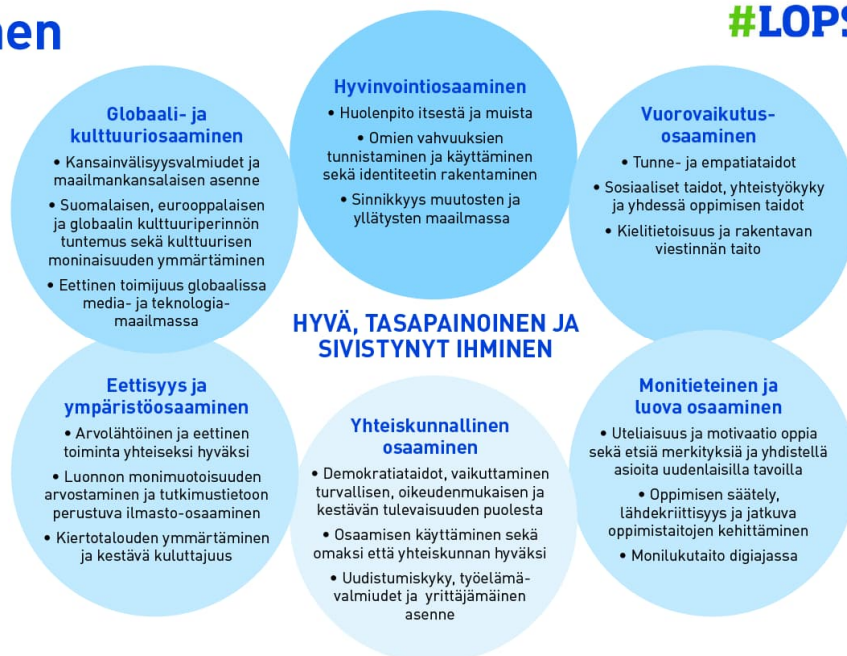 nen
#LOPS
Hyvinvointiosaaminen
• Huolenpito itsestä ja muista
• Omien vahvuuksien
tunnistaminen ja käyttäminen
sekä identiteetin rakentaminen
• Sinnikkyys muutosten ja
yllätysten maailmassa
Globaali- ja
kulttuuriosaaminen
• Kansainvälisyysvalmiudet ja
maailmankansalaisen asenne
• Suomalaisen, eurooppalaisen
ja globaalin kulttuuriperinnön
tuntemus sekä kulttuurisen
moninaisuuden ymmärtäminen
• Eettinen toimijuus globaalissa
media- ja teknologia-
maailmassa
Vuorovaikutus-
osaaminen
• Tunne- ja empatiataidot
• Sosiaaliset taidot, yhteistyökyky
ja yhdessä oppimisen taidot
• Kielitietoisuus ja rakentavan
viestinnän taito
HYVÄ, TASAPAINOINEN JA
SIVISTYNYT IHMINEN
Eettisyys ja
ympäristöosaaminen
• Arvolähtöinen ja eettinen
toiminta yhteiseksi hyväksi
• Luonnon monimuotoisuuden
arvostaminen ja tutkimustietoon
perustuva ilmasto-osaaminen
• Kiertotalouden ymmärtäminen
ja kestävä kuluttajuus
Yhteiskunnallinen
osaaminen
• Demokratiataidot, vaikuttaminen
turvallisen, oikeudenmukaisen ja
kestävän tulevaisuuden puolesta
• Osaamisen käyttäminen sekä
omaksi että yhteiskunnan hyväksi
• Uudistumiskyky, työelämä-
valmiudet ja yrittäjämäinen
asenne
Monitieteinen ja
luova osaaminen
• Uteliaisuus ja motivaatio oppia
sekä etsiä merkityksiä ja yhdistellä
asioita uudenlaisilla tavoilla
• Oppimisen säätely,
lähdekriittisyys ja jatkuva
oppimistaitojen kehittäminen
• Monilukutaito digiajassa